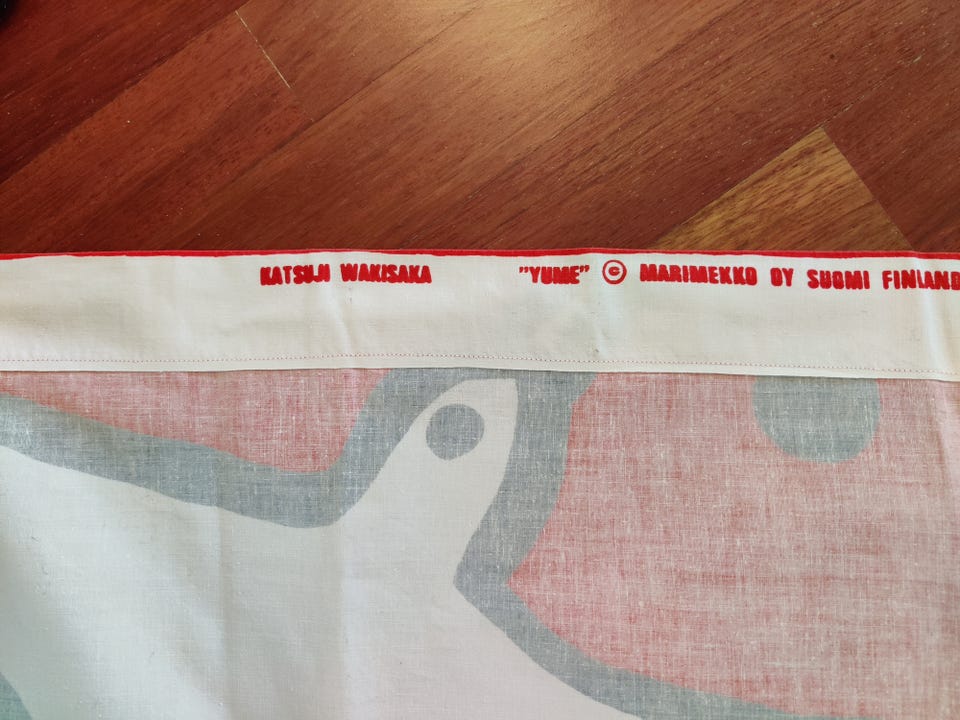 KATSUJI WAKISAKA ”YUME” © MARIMEKKO OY SUOMI FINLAND